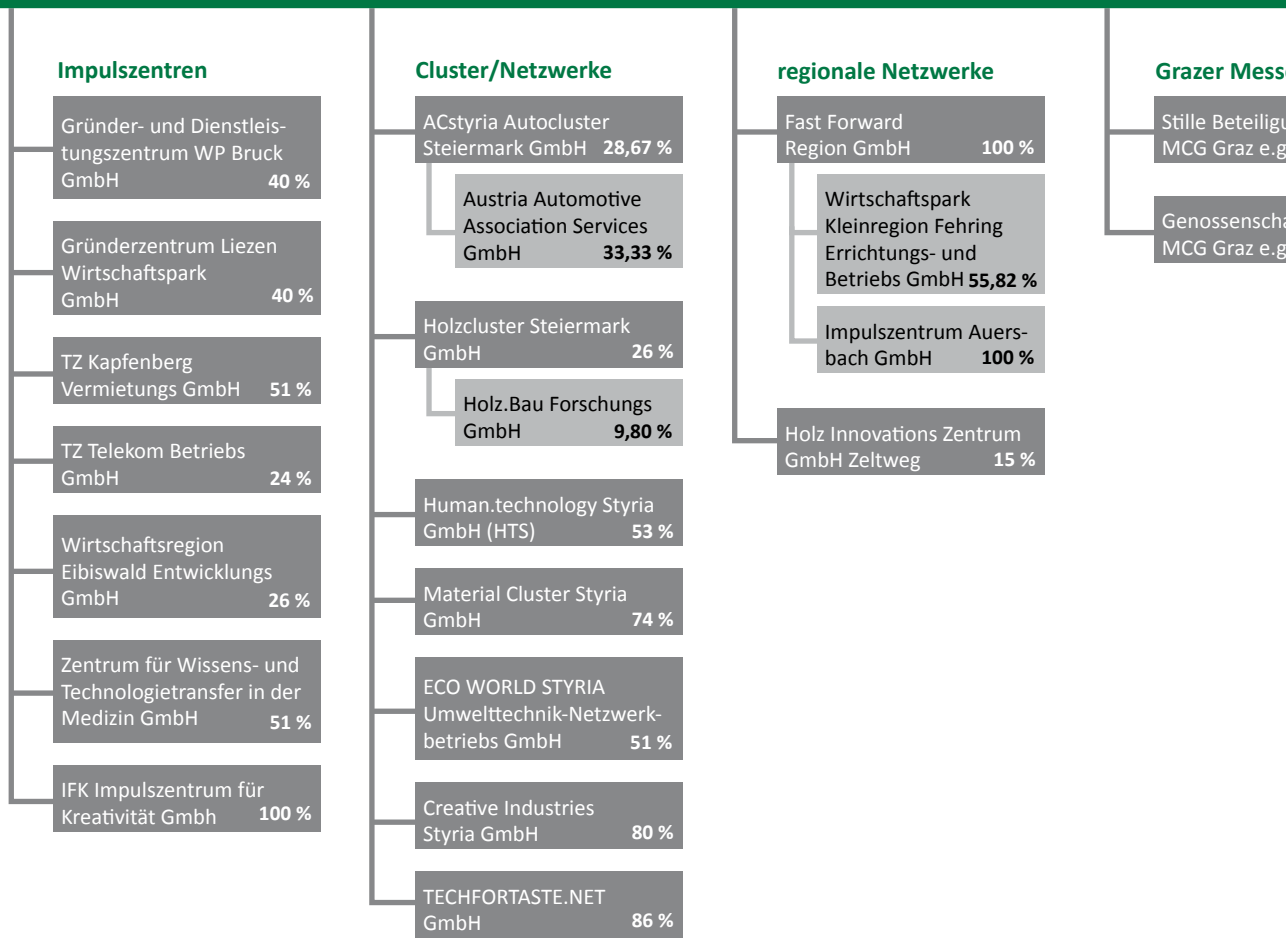 Impulszentren
Gründer- und Dienstleis-
tungszentrum WP Bruck
GmbH 40 %
Gründerzentrum Liezen
Wirtschaftspark
GmbH 40 %
TZ Kapfenberg
Vermietungs GmbH 51 %
TZ Telekom Betriebs
GmbH 24 %
Wirtschaftsregion
Eibiswald Entwicklungs
GmbH 26 %
Zentrum für Wissens- und
Technologietransfer in der
Medizin GmbH 51 %
IFK Impulszentrum für
Kreativität Gmbh 100 %
Cluster/Netzwerke
ACstyria Autocluster
Steiermark GmbH 28,67 %
Austria Automotive
Association Services
GmbH 33,33 %
Holzcluster Steiermark
GmbH 26 %
Holz.Bau Forschungs
GmbH 9,80 %
Human.technology Styria
GmbH (HTS) 53 %
Material Cluster Styria
GmbH 74 %
ECO WORLD STYRIA
Umwelttechnik-Netzwerk-
betriebs GmbH 51 %
Creative Industries
Styria GmbH 80 %
TECHFORTASTE.NET
GmbH 86 %
regionale Netzwerke
Fast Forward
Region GmbH 100 %
Wirtschaftspark
Kleinregion Fehring
Errichtungs- und
Betriebs GmbH 55,82 %
Impulszentrum Auers-
bach GmbH 100 %
Holz Innovations Zentrum
GmbH Zeltweg 15 %
Grazer
Stille
MCG Graz
MCG Graz